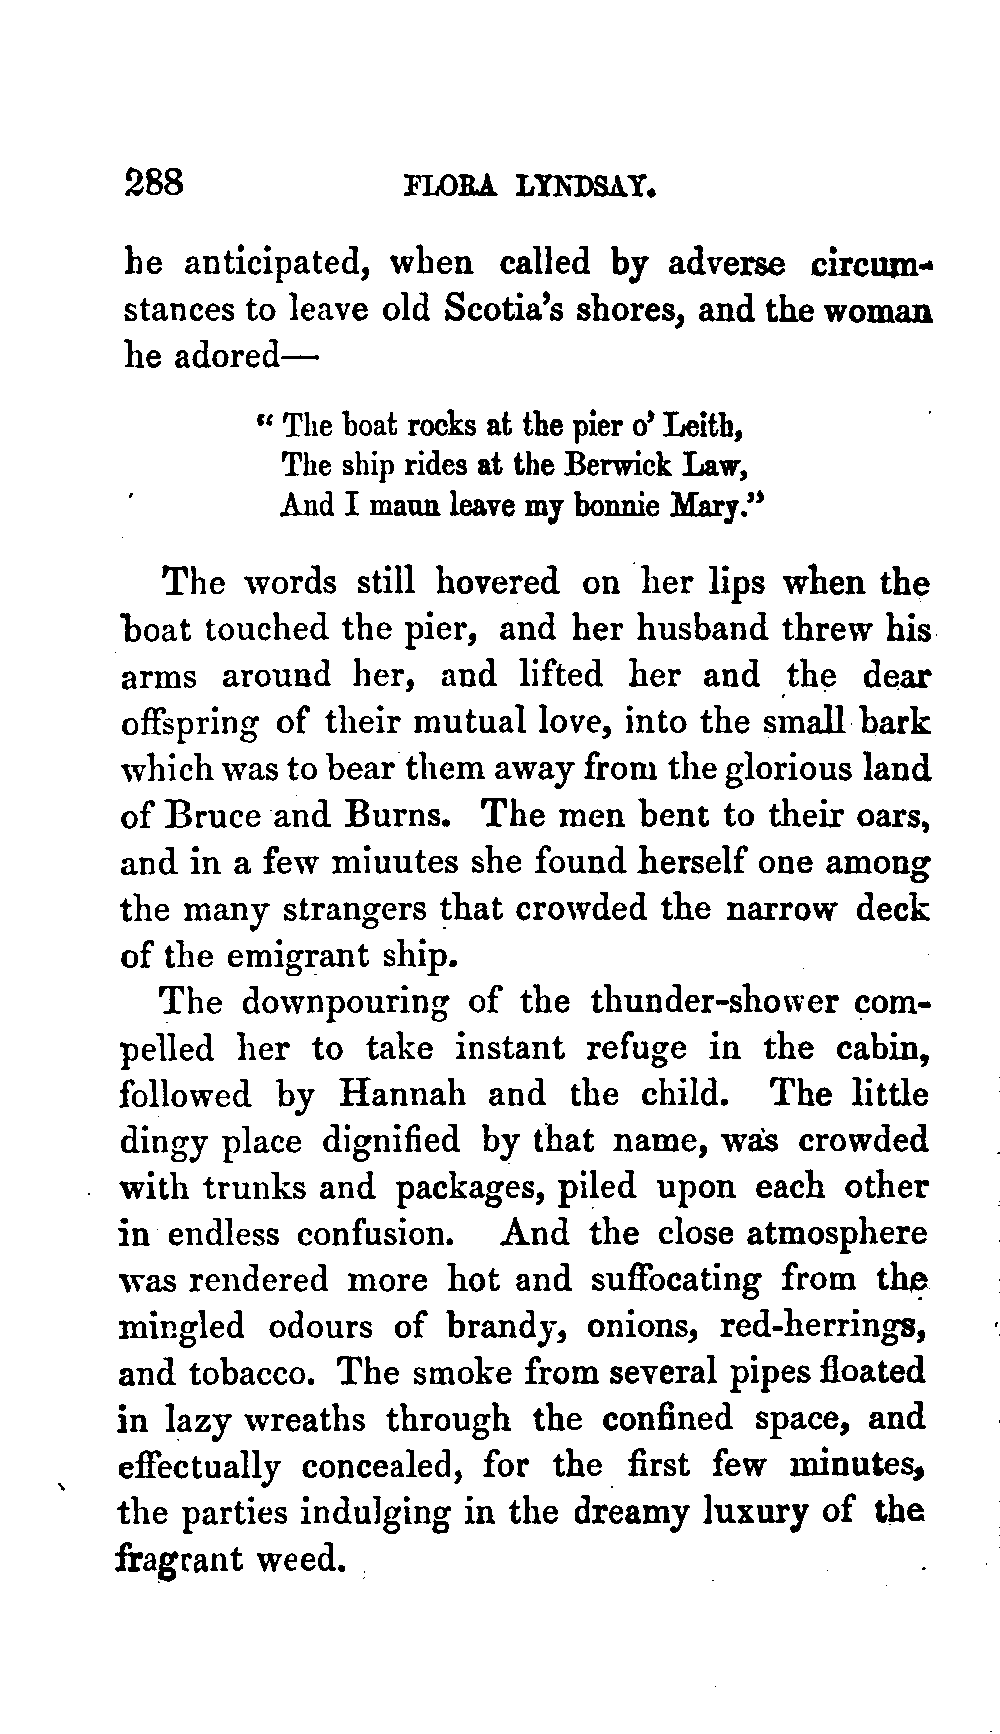 288 FLORA LYNDSAY.
he anticipated, when called by adverse circum-
stances to leave old Scotia's shores, and the woman
he adored—
“ The boat rocks at the pier o' Leith,
The ship rides at the Berwick Law,
And I maun leave my bonnie Mary.”
The words still hovered on her lips when the
boat touched the pier, and her husband threw his
arms around her, and lifted her and the dear
offspring of their mutual love, into the small bark
which was to bear them away from the glorious land
of Bruce and Burns. The men bent to their oars,
and in a few miuutes she found herself one among
the many strangers that crowded the narrow deck
of the emigrant ship.
The downpouring of the thunder-shower com-
pelled her to take instant refuge in the cabin,
followed by Hannah and the child. The little
dingy place dignified by that name, was crowded
with trunks and packages, piled upon each other
in endless confusion. And the close atmosphere
was rendered more hot and suffocating from the
mingled odours of brandy, onions, red-herrings,
and tobacco. The smoke from several pipes floated
in lazy wreaths through the confined space, and
effectually concealed, for the first few minutes,
the parties indulging in the dreamy luxury of the
fragrant weed.